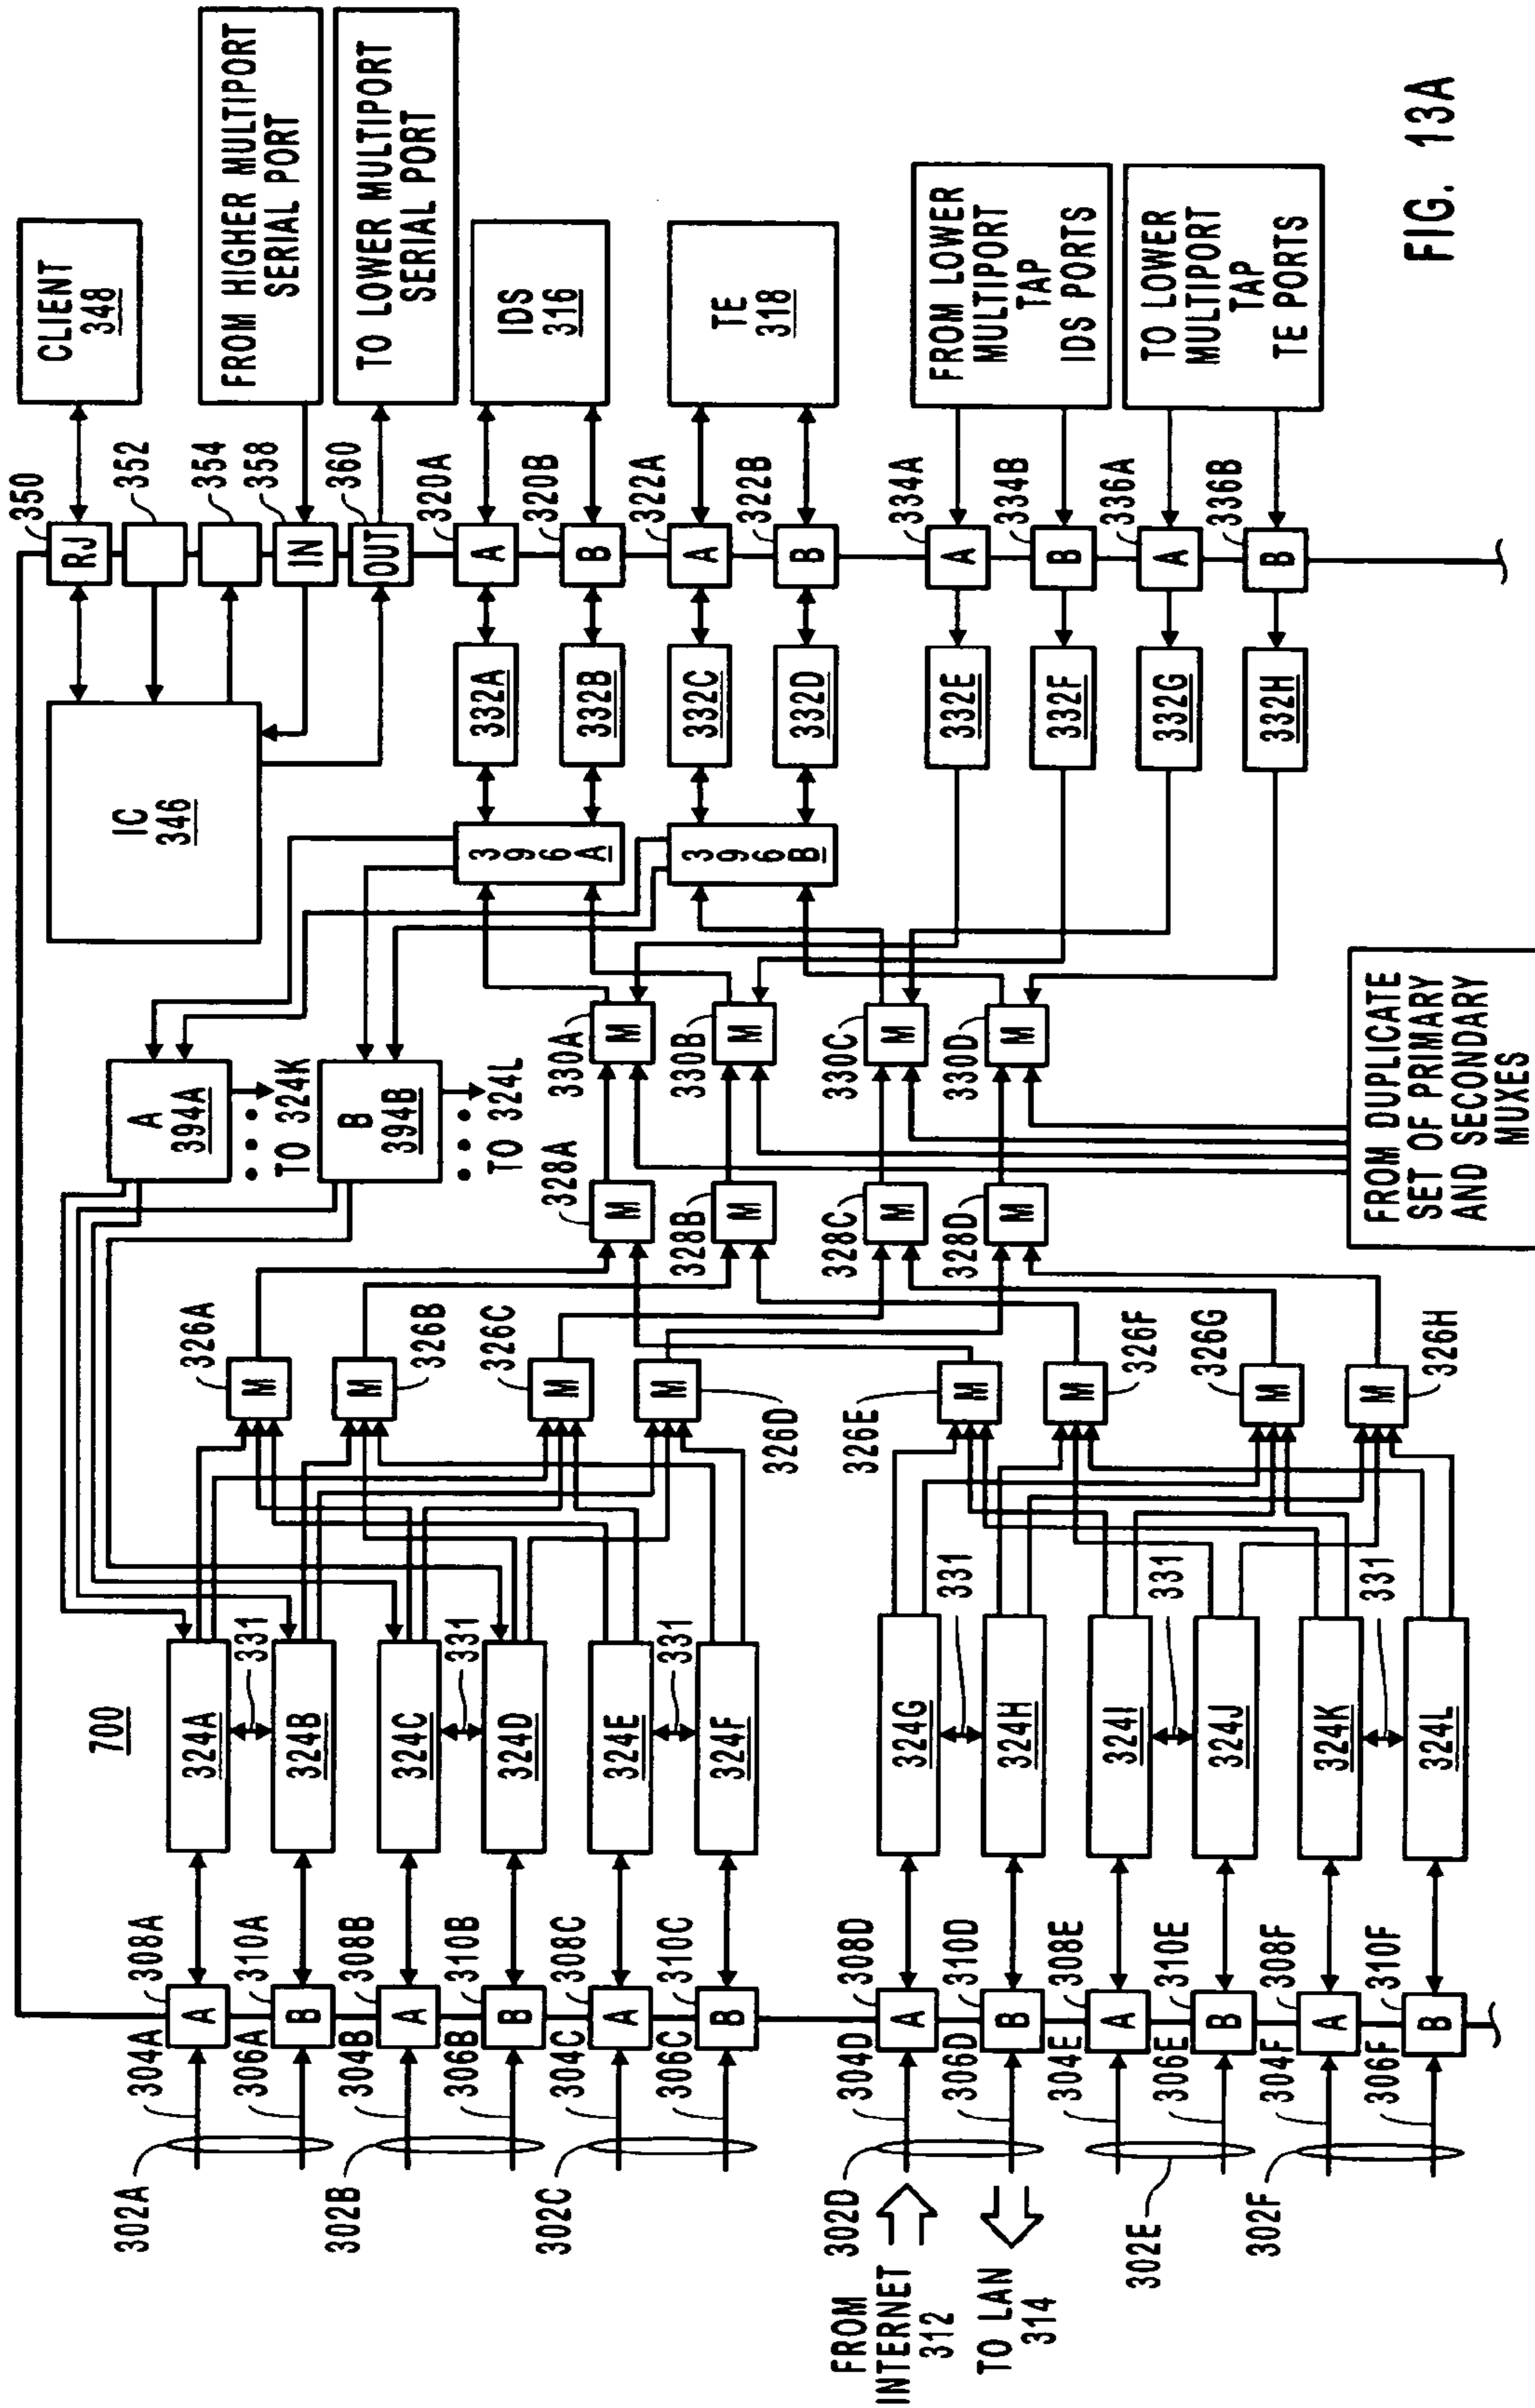 700
302A
304A
308A
306A
310A
302B
304B
308B
306B
310B
302C
304C
308C
306C
310C
A
B
A
B
A
B
324A
331
324B
324C
331
324D
324E
331
324F
326A
M
326B
M
326C
M
326D
M
A
394A
TO 324K
B
394B
TO 324L
IC
346
350
RJ
352
354
358
IN
360
OUT
CLIENT
348
FROM HIGHER MULTIPORT
SERIAL PORT
TO LOWER MULTIPORT
SERIAL PORT
396A
396B
332A
332B
332C
332D
320A
A
320B
B
322A
A
322B
B
IDS
316
TE
318
328A
M
328B
M
328C
M
328D
M
330A
M
330B
M
330C
M
330D
M
332E
332F
332G
332H
334A
A
334B
B
336A
A
336B
B
FROM LOWER
MULTIPORT
TAP
IDS PORTS
TO LOWER
MULTIPORT
TAP
TE PORTS
FROM
INTERNET
312
TO LAN
314
302D
304D
308D
306D
310D
302E
304E
308E
306E
310E
302F
304F
308F
306F
310F
A
B
A
B
A
B
324G
331
324H
324I
331
324J
324K
331
324L
326E
M
326F
M
326G
M
326H
M
FROM DUPLICATE
SET OF PRIMARY
AND SECONDARY
MUXES
FIG. 13A